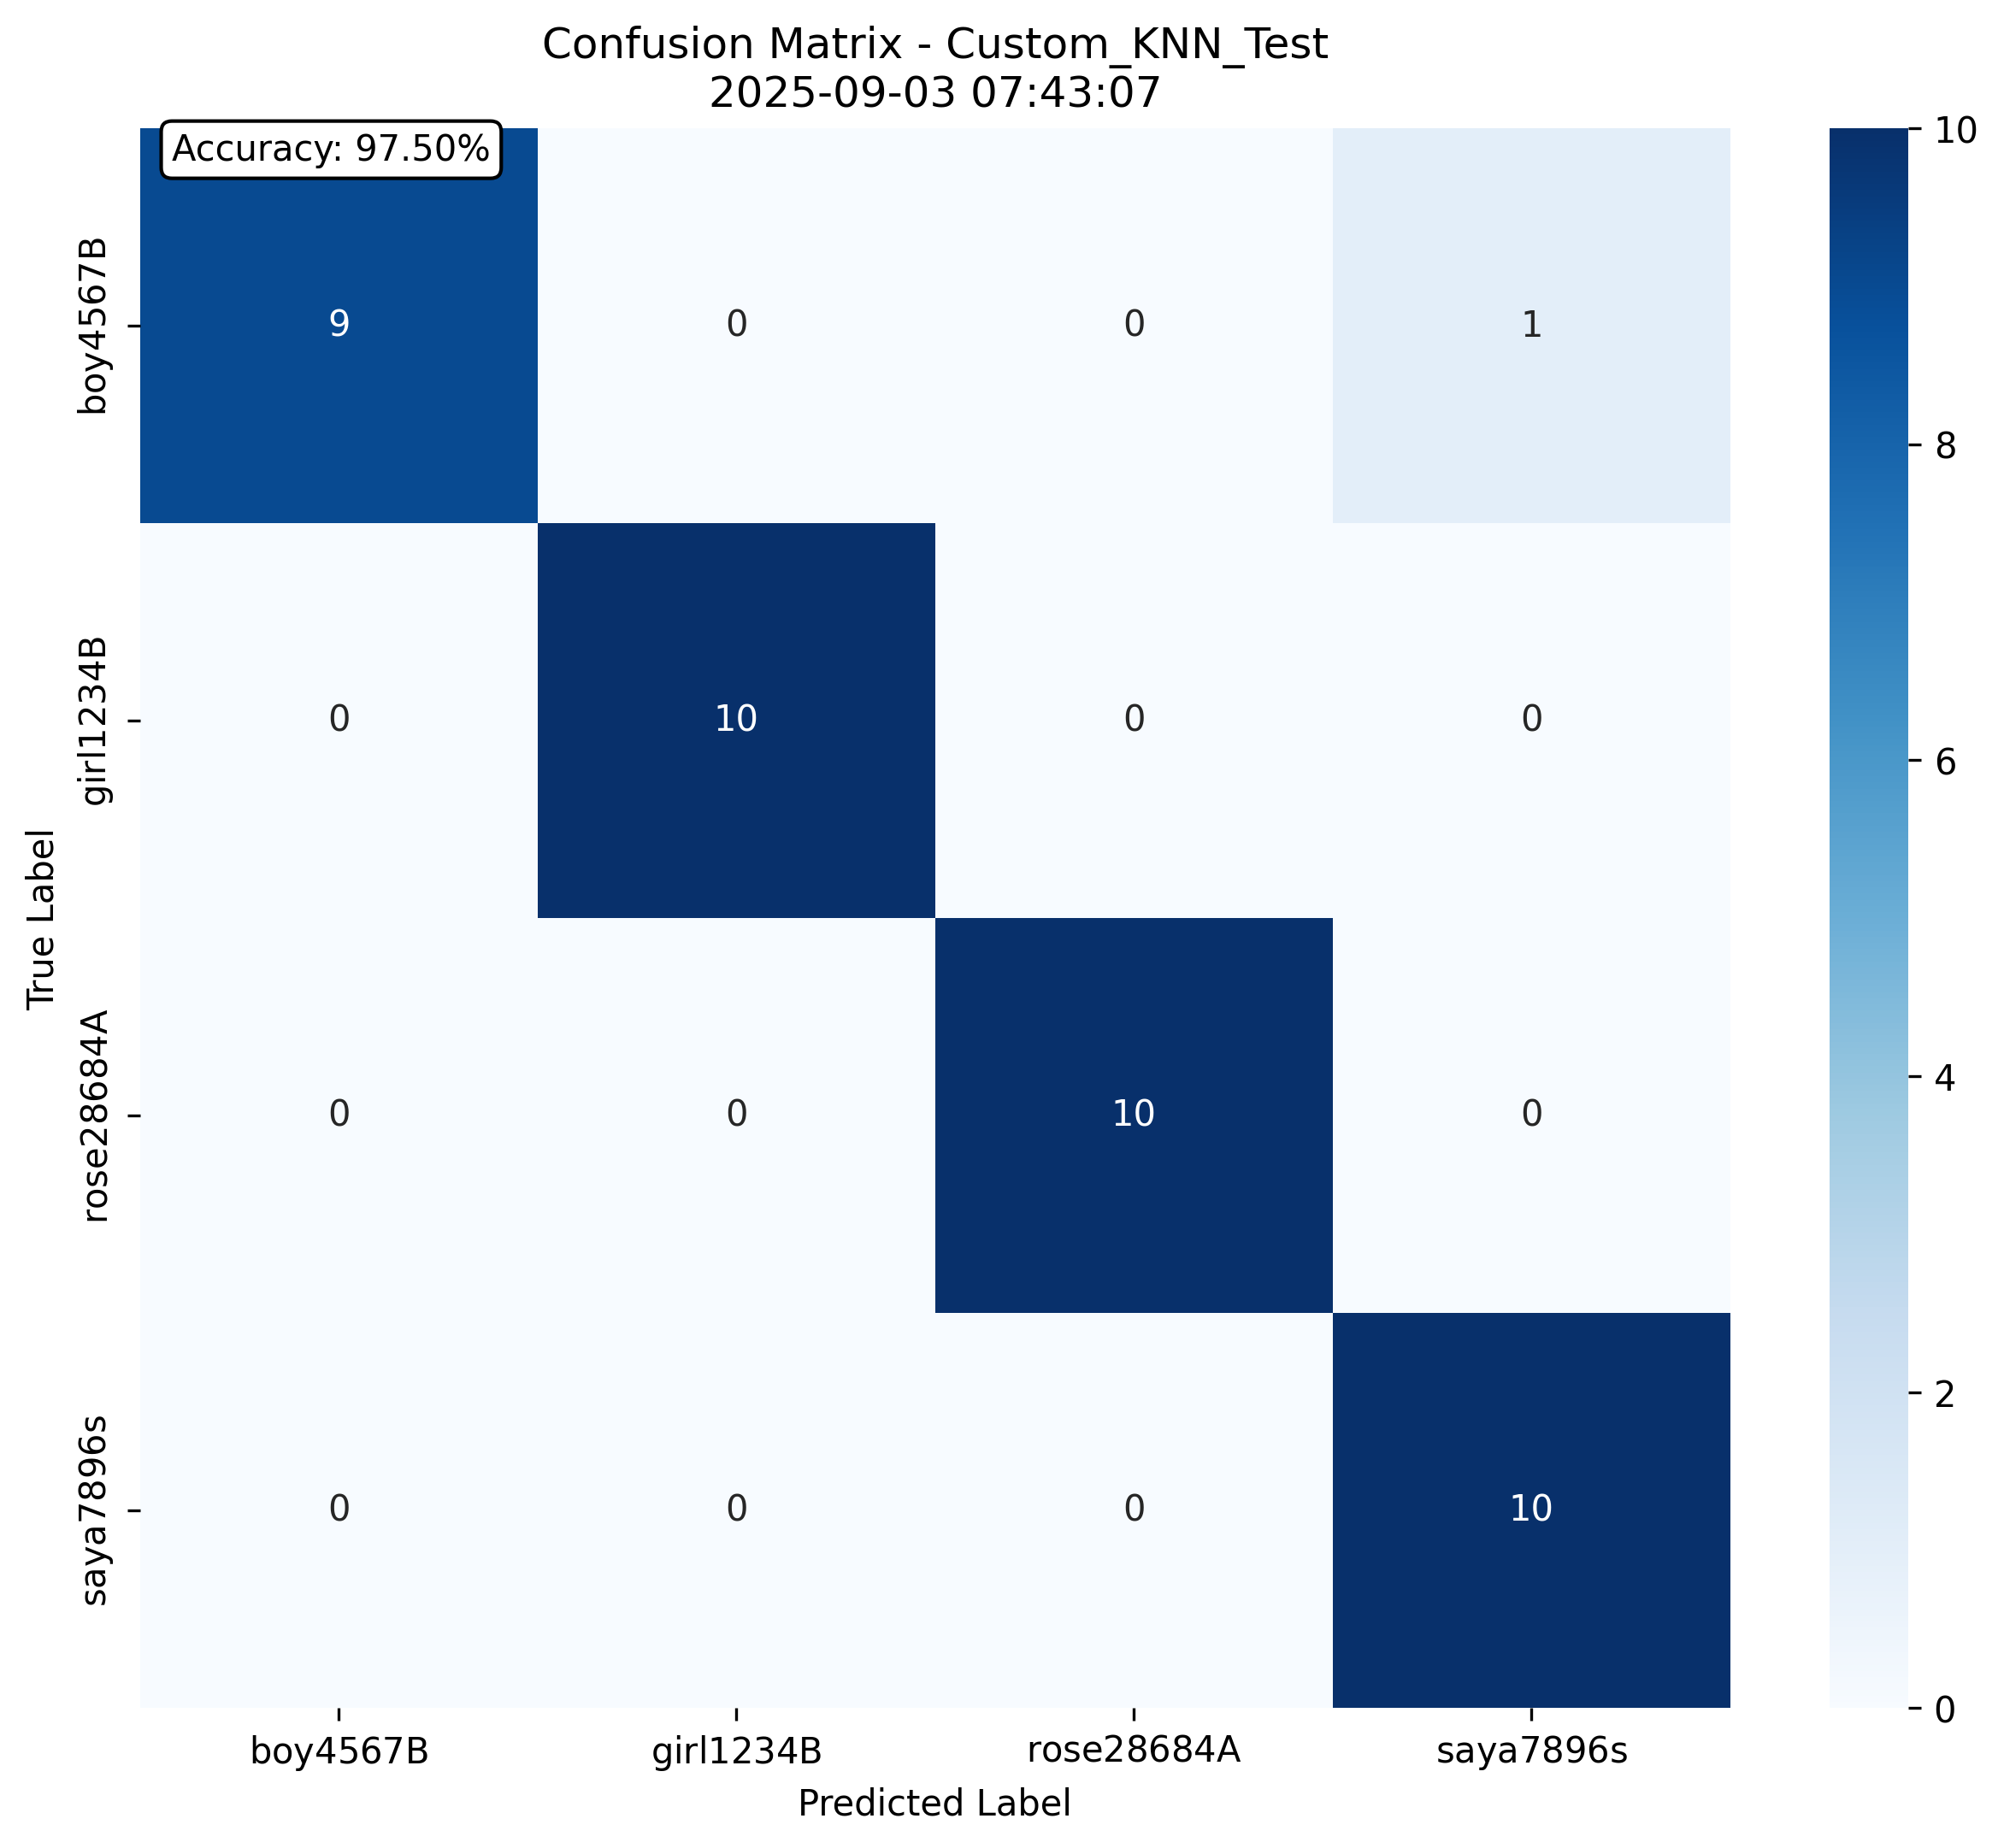 Confusion Matrix - Custom_KNN_Test
2025-09-03 07:43:07
Accuracy: 97.50%
True Label
boy4567B
9
0
0
1
girl1234B
0
10
0
0
rose28684A
0
0
10
0
saya7896s
0
0
0
10
boy4567B
girl1234B
rose28684A
saya7896s
Predicted Label
10
8
6
4
2
0